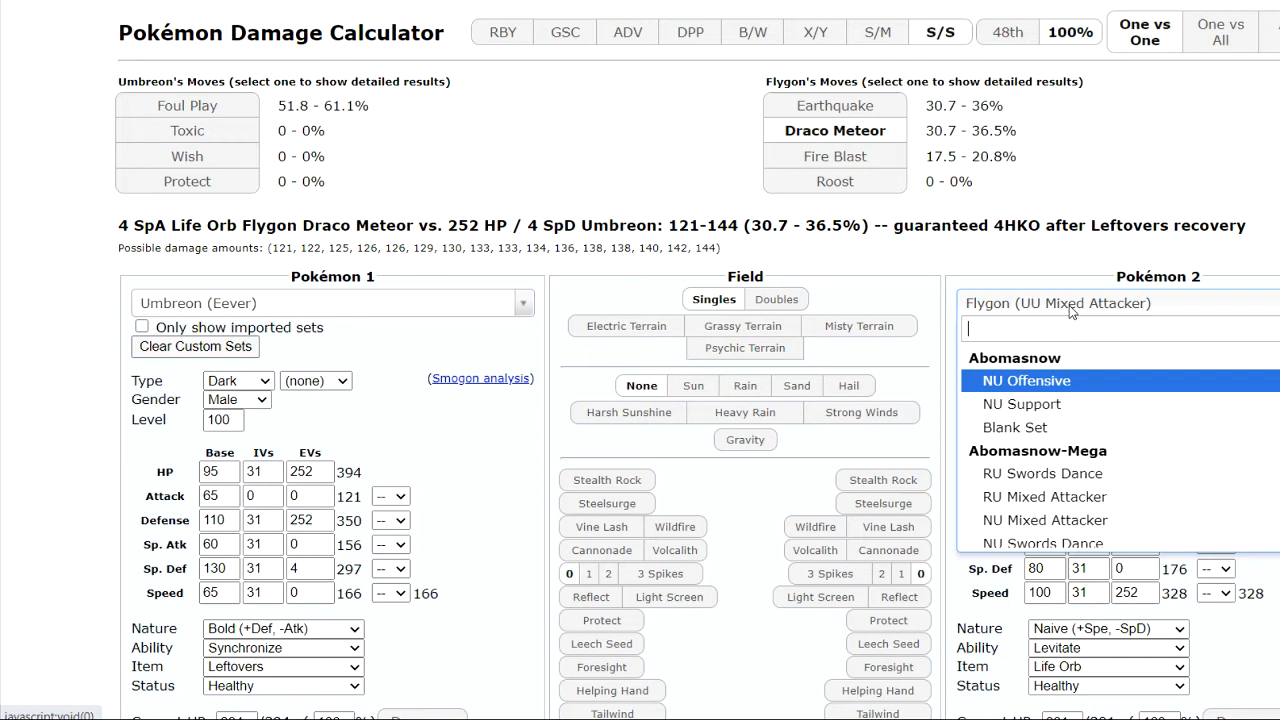 Pokémon Damage Calculator
RBY GSC ADV DPP B/W X/Y S/M S/S 48th 100% One vs One One vs All
Umbreon's Moves (select one to show detailed results)
Foul Play 51.8 - 61.1%
Toxic 0 - 0%
Wish 0 - 0%
Protect 0 - 0%
Flygon's Moves (select one to show detailed results)
Earthquake 30.7 - 36%
Draco Meteor 30.7 - 36.5%
Fire Blast 17.5 - 20.8%
Roost 0 - 0%
4 SpA Life Orb Flygon Draco Meteor vs. 252 HP / 4 SpD Umbreon: 121-144 (30.7 - 36.5%) -- guaranteed 4HKO after Leftovers recovery
Possible damage amounts: (121, 122, 125, 126, 126, 129, 130, 133, 133, 134, 136, 138, 138, 140, 142, 144)
Pokémon 1
Umbreon (Eever)
Only show imported sets
Clear Custom Sets
Type Dark (none) (Smogon analysis)
Gender Male
Level 100
Base IVs EVs
HP 95 31 252 394
Attack 65 0 0 121 --
Defense 110 31 252 350 --
Sp. Atk 60 31 0 156 --
Sp. Def 130 31 4 297 --
Speed 65 31 0 166 -- 166
Nature Bold (+Def, -Atk)
Ability Synchronize
Item Leftovers
Status Healthy
Field
Singles Doubles
Electric Terrain Grassy Terrain Misty Terrain
Psychic Terrain
None Sun Rain Sand Hail
Harsh Sunshine Heavy Rain Strong Winds
Gravity
Stealth Rock Stealth Rock
Steelsurge Steelsurge
Vine Lash Wildfire Wildfire Vine Lash
Cannonade Volcalith Volcalith Cannonade
0 1 2 3 Spikes 3 Spikes 2 1 0
Reflect Light Screen Light Screen Reflect
Protect Protect
Leech Seed Leech Seed
Foresight Foresight
Helping Hand Helping Hand
Tailwind Tailwind
Pokémon 2
Flygon (UU Mixed Attacker)
Abomasnow
NU Offensive
NU Support
Blank Set
Abomasnow-Mega
RU Swords Dance
RU Mixed Attacker
NU Mixed Attacker
NU Swords Dance
Sp. Def 80 31 0 176 --
Speed 100 31 252 328 -- 328
Nature Naive (+Spe, -SpD)
Ability Levitate
Item Life Orb
Status Healthy
javascript:void(0)